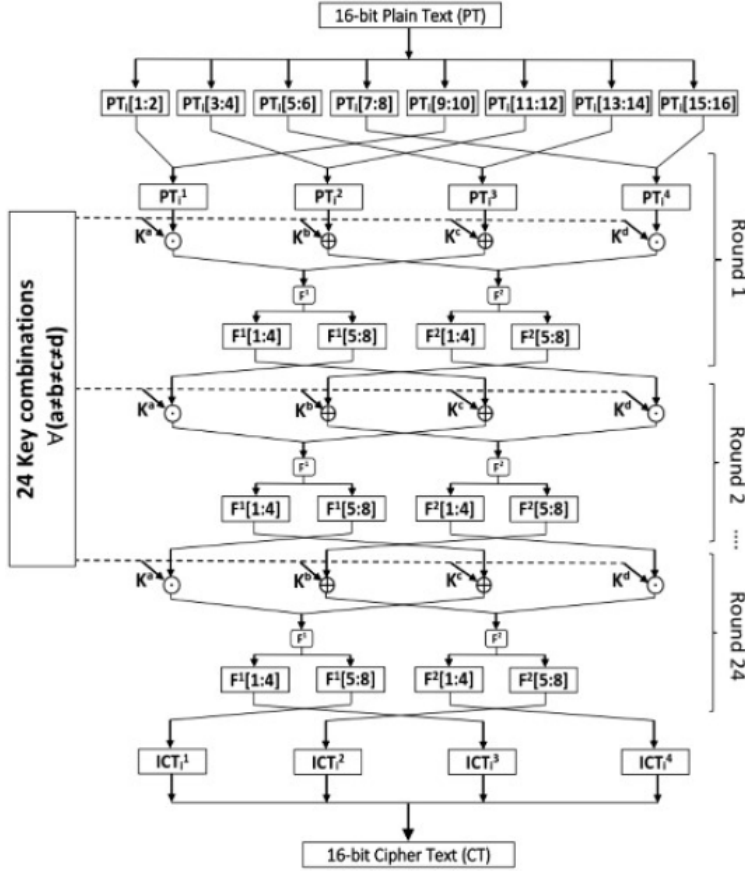 16-bit Plain Text (PT)
PTᵢ[1:2] PTᵢ[3:4] PTᵢ[5:6] PTᵢ[7:8] PTᵢ[9:10] PTᵢ[11:12] PTᵢ[13:14] PTᵢ[15:16]
PTᵢ¹ PTᵢ² PTᵢ³ PTᵢ⁴
Kᵃ Kᵇ Kᶜ Kᵈ
F¹ F²
F¹[1:4] F¹[5:8] F²[1:4] F²[5:8]
Round 1
24 Key combinations
∀(a≠b≠c≠d)
Kᵃ Kᵇ Kᶜ Kᵈ
F¹ F²
F¹[1:4] F¹[5:8] F²[1:4] F²[5:8]
Round 2
.....
Kᵃ Kᵇ Kᶜ Kᵈ
F¹ F²
F¹[1:4] F¹[5:8] F²[1:4] F²[5:8]
Round 24
ICTᵢ¹ ICTᵢ² ICTᵢ³ ICTᵢ⁴
16-bit Cipher Text (CT)